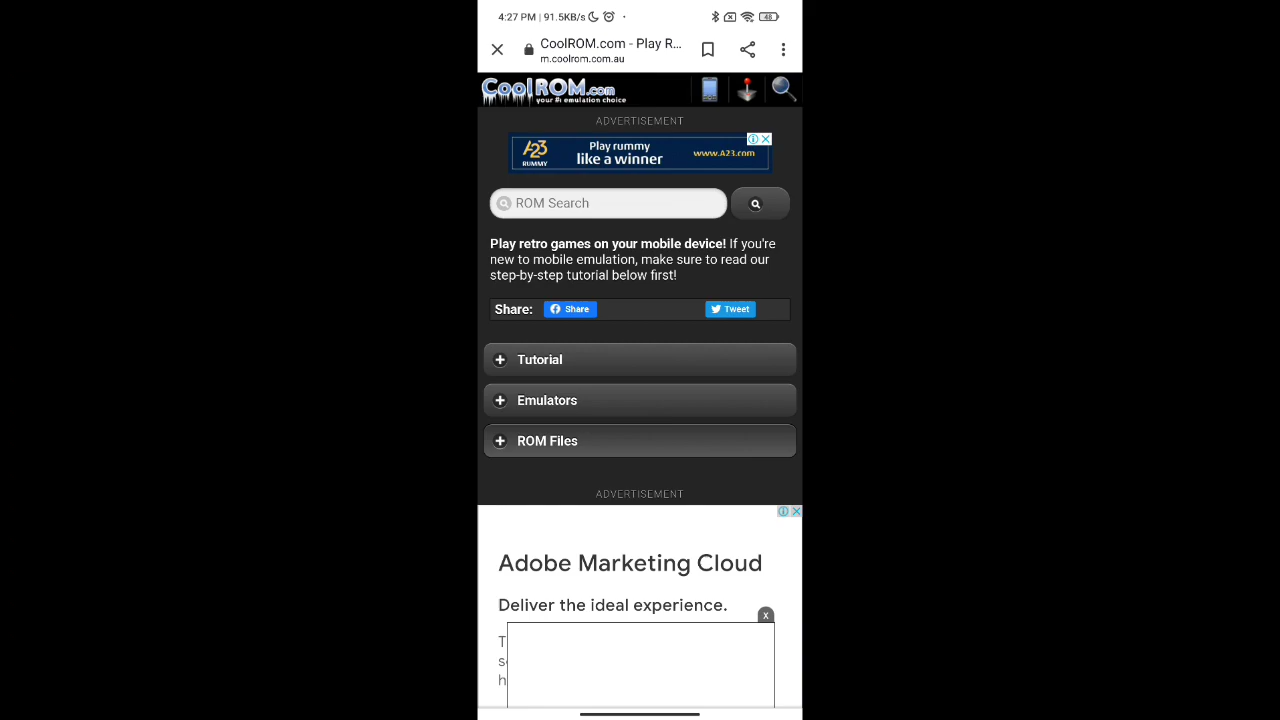 4:27 PM | 91.5KB/s
48
CoolROM.com - Play R...
m.coolrom.com.au
CoolROM.com
your #1 emulation choice
ADVERTISEMENT
A23
RUMMY
Play rummy
like a winner
www.A23.com
ROM Search
Play retro games on your mobile device! If you're
new to mobile emulation, make sure to read our
step-by-step tutorial below first!
Share: Share Tweet
Tutorial
Emulators
ROM Files
ADVERTISEMENT
Adobe Marketing Cloud
Deliver the ideal experience.
X
T
h